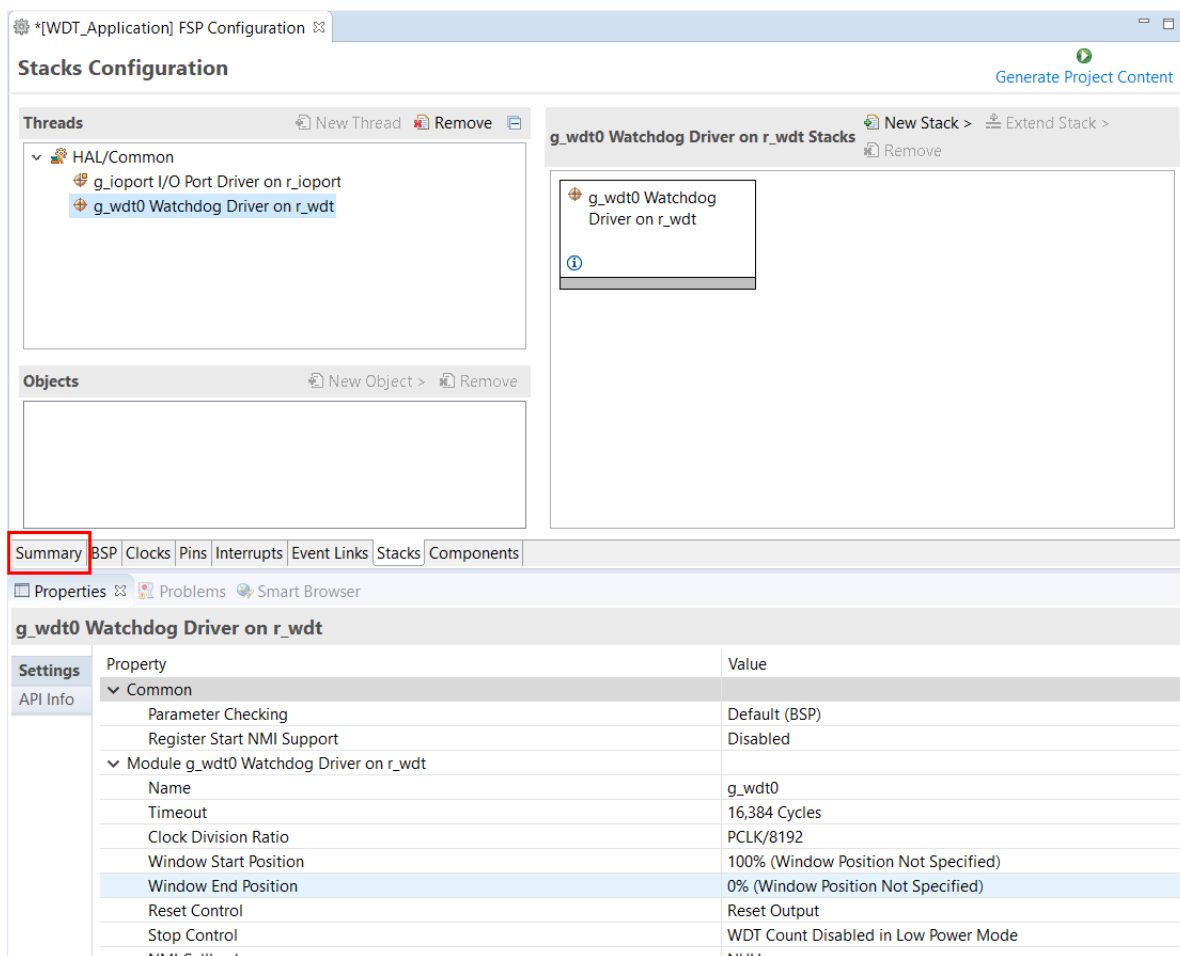 *[WDT_Application] FSP Configuration
Stacks Configuration
Generate Project Content
Threads
New Thread
Remove
HAL/Common
g_ioport I/O Port Driver on r_ioport
g_wdt0 Watchdog Driver on r_wdt
g_wdt0 Watchdog Driver on r_wdt Stacks
New Stack >
Extend Stack >
Remove
g_wdt0 Watchdog
Driver on r_wdt
Objects
New Object >
Remove
Summary BSP Clocks Pins Interrupts Event Links Stacks Components
Properties Problems Smart Browser
g_wdt0 Watchdog Driver on r_wdt
Settings
API Info
Property Value
Common
Parameter Checking Default (BSP)
Register Start NMI Support Disabled
Module g_wdt0 Watchdog Driver on r_wdt
Name g_wdt0
Timeout 16,384 Cycles
Clock Division Ratio PCLK/8192
Window Start Position 100% (Window Position Not Specified)
Window End Position 0% (Window Position Not Specified)
Reset Control Reset Output
Stop Control WDT Count Disabled in Low Power Mode